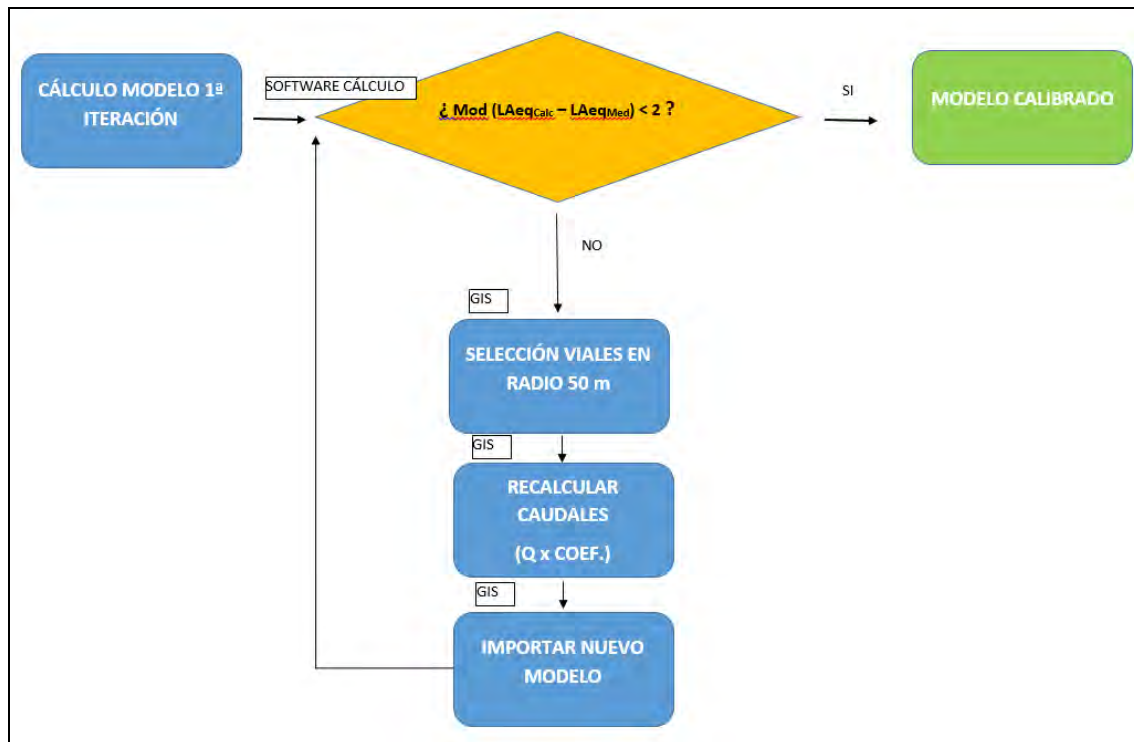 CÁLCULO MODELO 1ª
ITERACIÓN
SOFTWARE CÁLCULO
¿ Mod (LAeqCalc – LAeqMed) < 2 ?
SI
MODELO CALIBRADO
NO
GIS
SELECCIÓN VIALES EN
RADIO 50 m
GIS
RECALCULAR
CAUDALES
(Q x COEF.)
GIS
IMPORTAR NUEVO
MODELO